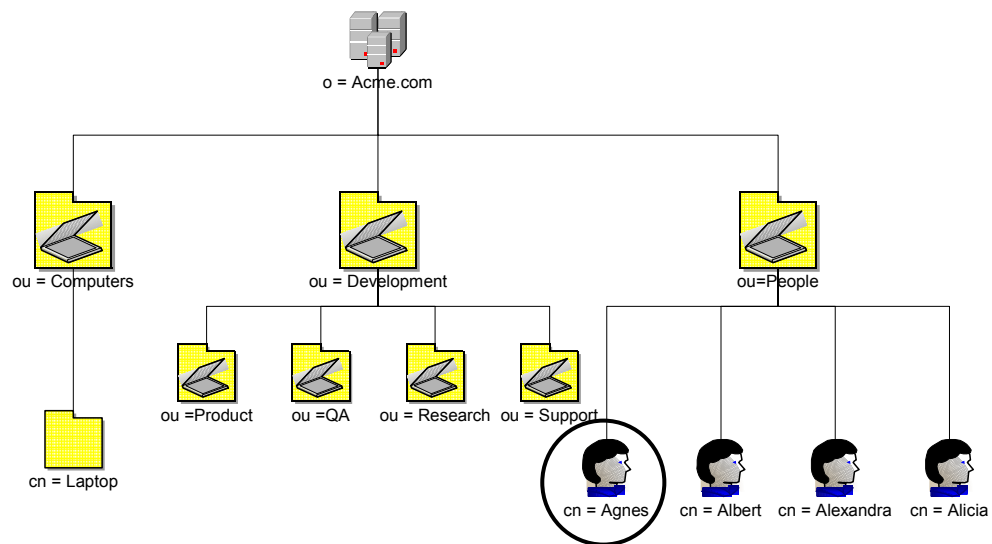 o = Acme.com
ou = Computers
ou = Development
ou=People
ou =Product
ou =QA
ou = Research
ou = Support
cn = Laptop
cn = Agnes
cn = Albert
cn = Alexandra
cn = Alicia